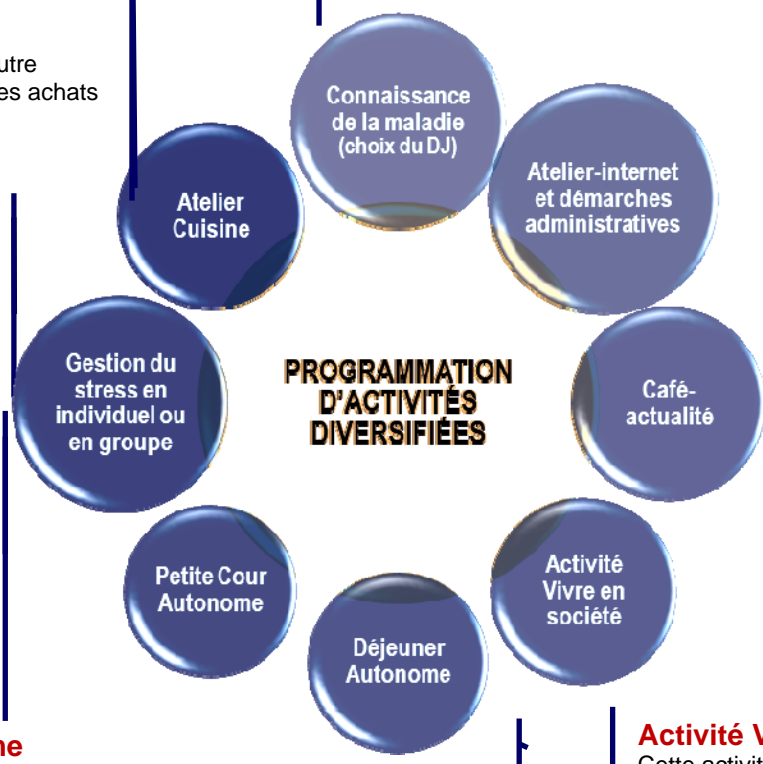 utre
es achats
Connaissance
de la maladie
(choix du DJ)
Atelier-internet
et démarches
administratives
Atelier
Cuisine
Gestion du
stress en
individuel ou
en groupe
PROGRAMMATION
D'ACTIVITÉS
DIVERSIFIÉES
Café-
actualité
Petite Cour
Autonome
Activité
Vivre en
société
Déjeuner
Autonome
ne
Activité V
Cette activit